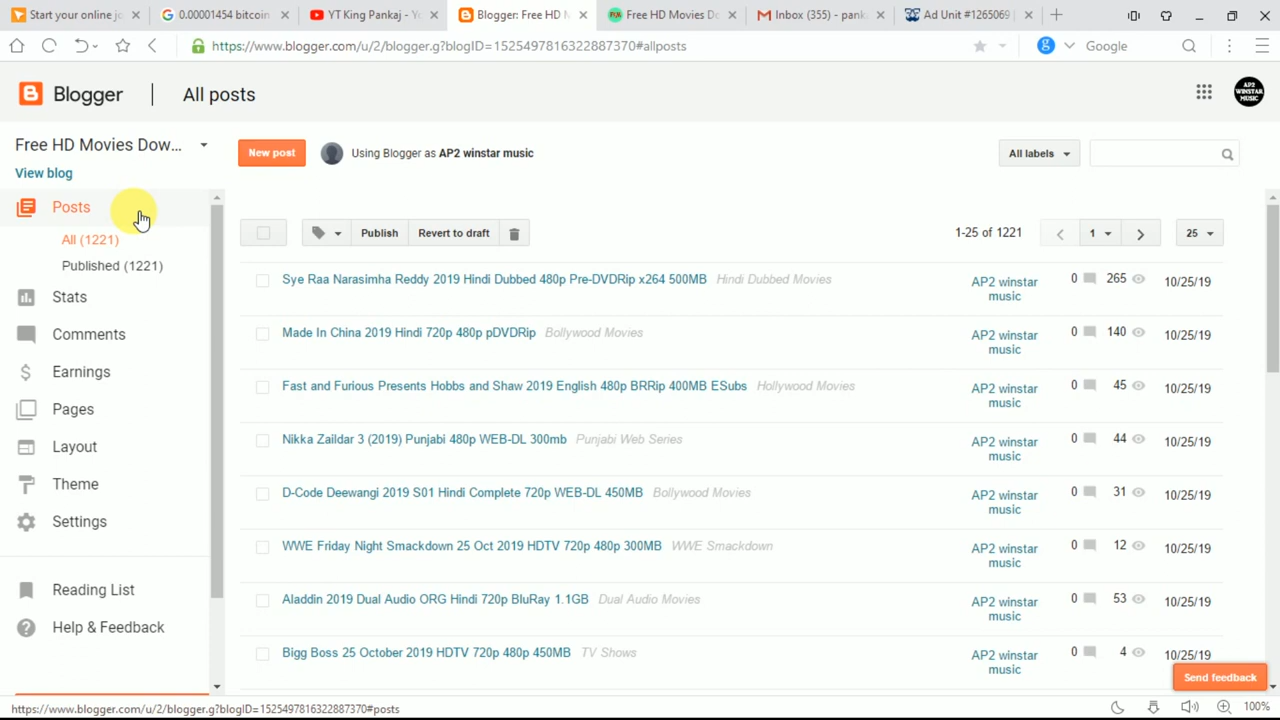 Start your online jo
0.00001454 bitcoin
YT King Pankaj - Yo
Blogger: Free HD M
Free HD Movies Do
Inbox (355) - pank
Ad Unit #1265069 |
https://www.blogger.com/u/2/blogger.g?blogID=1525497816322887370#allposts
Google
Blogger
All posts
AP2 WINSTAR MUSIC
Free HD Movies Dow...
View blog
New post
Using Blogger as AP2 winstar music
All labels
Posts
All (1221)
Published (1221)
Stats
Comments
Earnings
Pages
Layout
Theme
Settings
Reading List
Help & Feedback
Publish
Revert to draft
1-25 of 1221
1
25
Sye Raa Narasimha Reddy 2019 Hindi Dubbed 480p Pre-DVDRip x264 500MB Hindi Dubbed Movies
AP2 winstar music
0 265 10/25/19
Made In China 2019 Hindi 720p 480p pDVDRip Bollywood Movies
AP2 winstar music
0 140 10/25/19
Fast and Furious Presents Hobbs and Shaw 2019 English 480p BRRip 400MB ESubs Hollywood Movies
AP2 winstar music
0 45 10/25/19
Nikka Zaildar 3 (2019) Punjabi 480p WEB-DL 300mb Punjabi Web Series
AP2 winstar music
0 44 10/25/19
D-Code Deewangi 2019 S01 Hindi Complete 720p WEB-DL 450MB Bollywood Movies
AP2 winstar music
0 31 10/25/19
WWE Friday Night Smackdown 25 Oct 2019 HDTV 720p 480p 300MB WWE Smackdown
AP2 winstar music
0 12 10/25/19
Aladdin 2019 Dual Audio ORG Hindi 720p BluRay 1.1GB Dual Audio Movies
AP2 winstar music
0 53 10/25/19
Bigg Boss 25 October 2019 HDTV 720p 480p 450MB TV Shows
AP2 winstar music
0 4 10/25/19
Send feedback
https://www.blogger.com/u/2/blogger.g?blogID=1525497816322887370#posts
100%